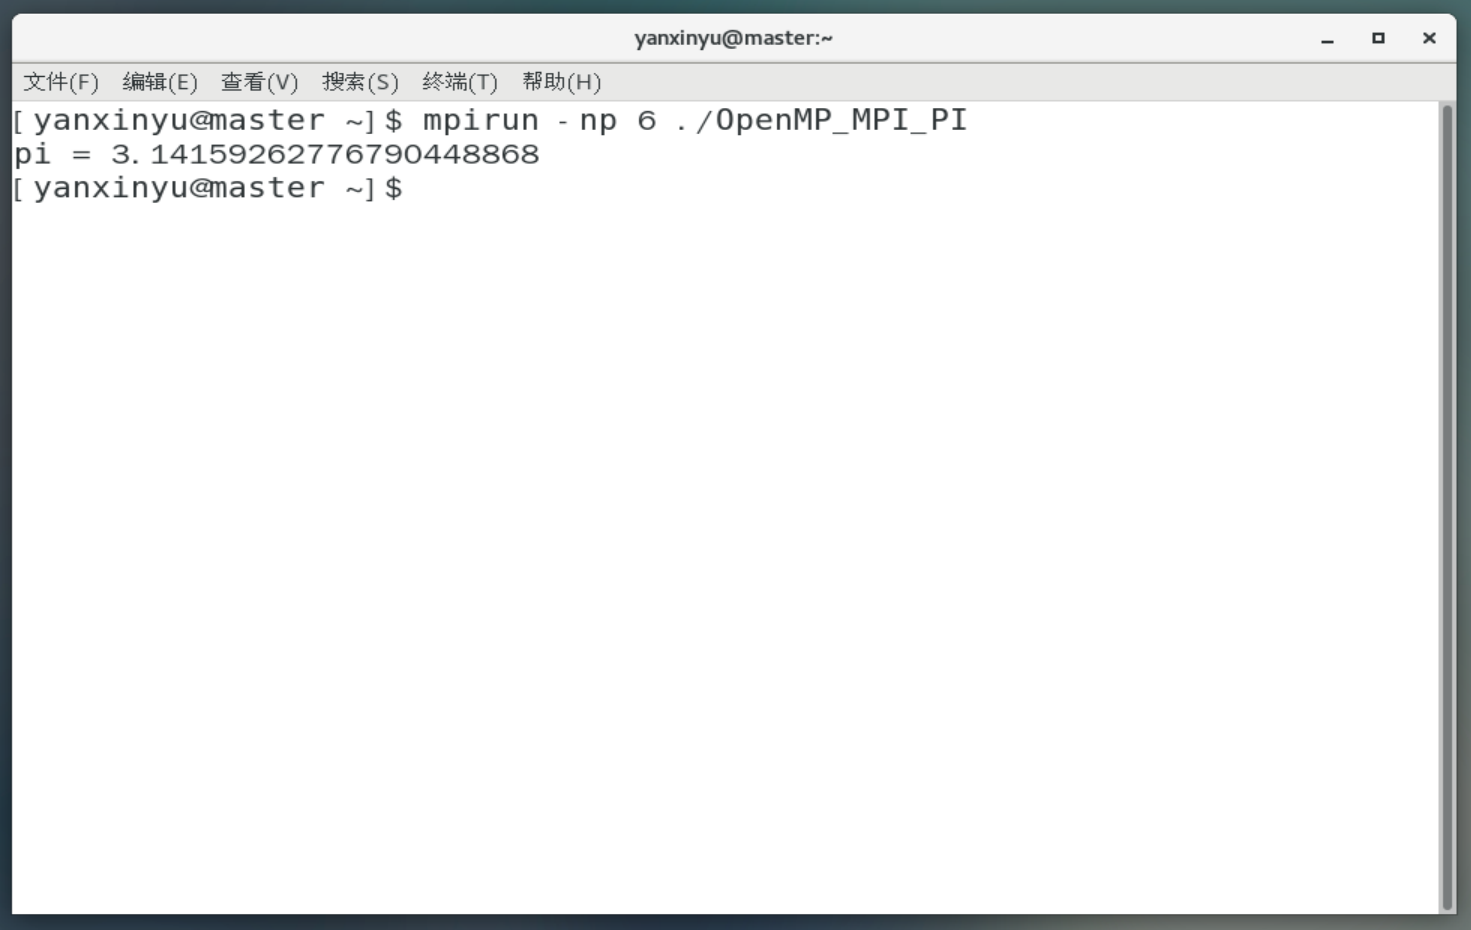 yanxinyu@master:~
文件(F) 编辑(E) 查看(V) 搜索(S) 终端(T) 帮助(H)
[yanxinyu@master ~]$ mpirun -np 6 ./OpenMP_MPI_PI
pi = 3.14159262776790448868
[yanxinyu@master ~]$